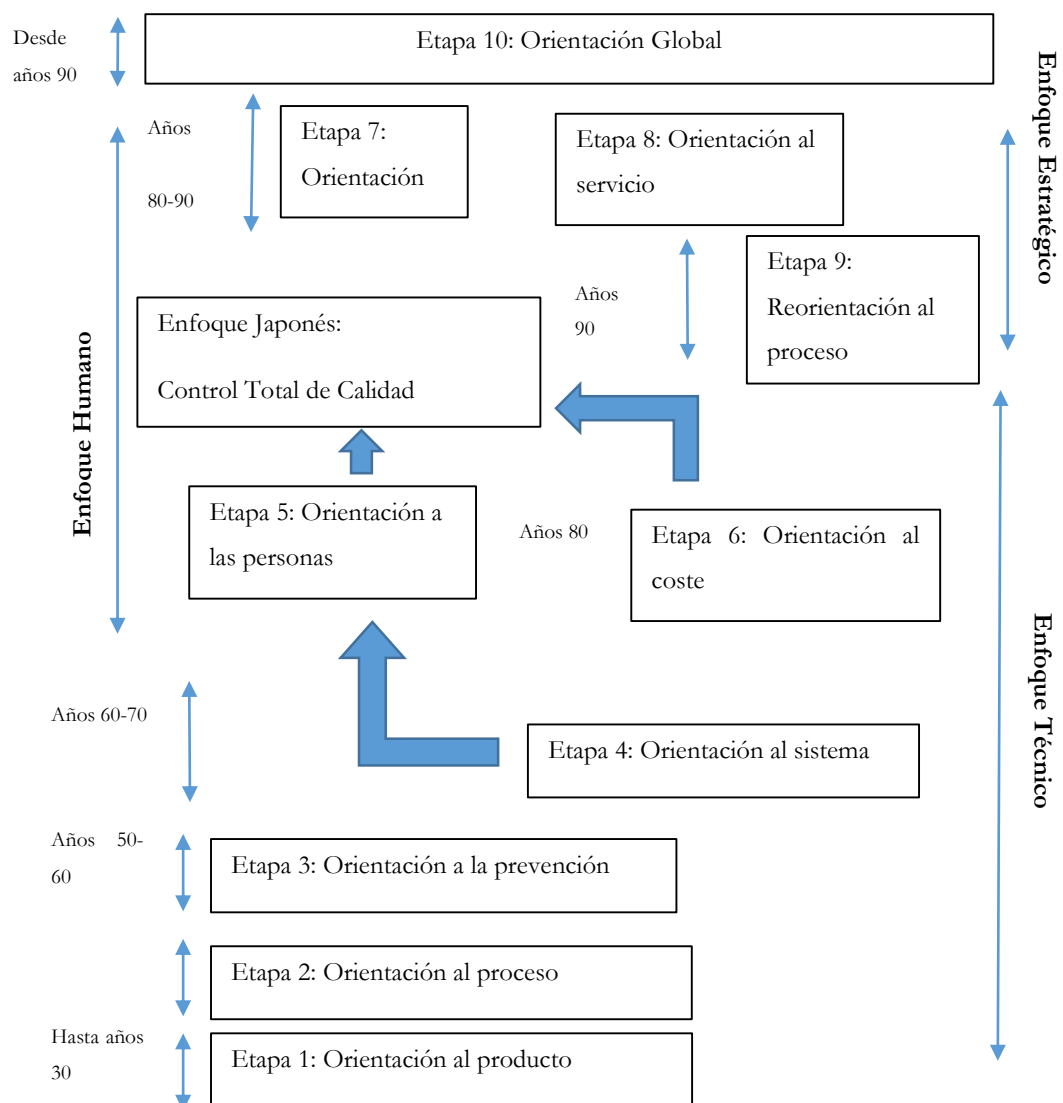 Desde
años 90
Etapa 10: Orientación Global
Años
80-90
Etapa 7:
Orientación
Etapa 8: Orientación al
servicio
Enfoque Estratégico
Años
90
Etapa 9:
Reorientación al
proceso
Enfoque Japonés:
Control Total de Calidad
Enfoque Humano
Etapa 5: Orientación a
las personas
Años 80
Etapa 6: Orientación al
coste
Años 60-70
Etapa 4: Orientación al sistema
Enfoque Técnico
Años 50-
60
Etapa 3: Orientación a la prevención
Etapa 2: Orientación al proceso
Hasta años
30
Etapa 1: Orientación al producto